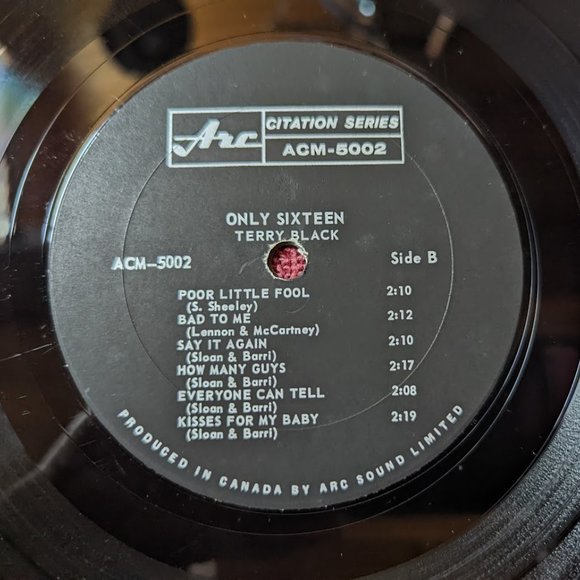 Arc CITATION SERIES
ACM-5002
ONLY SIXTEEN
TERRY BLACK
ACM-5002 Side B
POOR LITTLE FOOL 2:10
(S. Sheeley)
BAD TO ME 2:12
(Lennon & McCartney)
SAY IT AGAIN 2:10
(Sloan & Barri)
HOW MANY GUYS 2:17
(Sloan & Barri)
EVERYONE CAN TELL 2:08
(Sloan & Barri)
KISSES FOR MY BABY 2:19
(Sloan & Barri)
PRODUCED IN CANADA BY ARC SOUND LIMITED